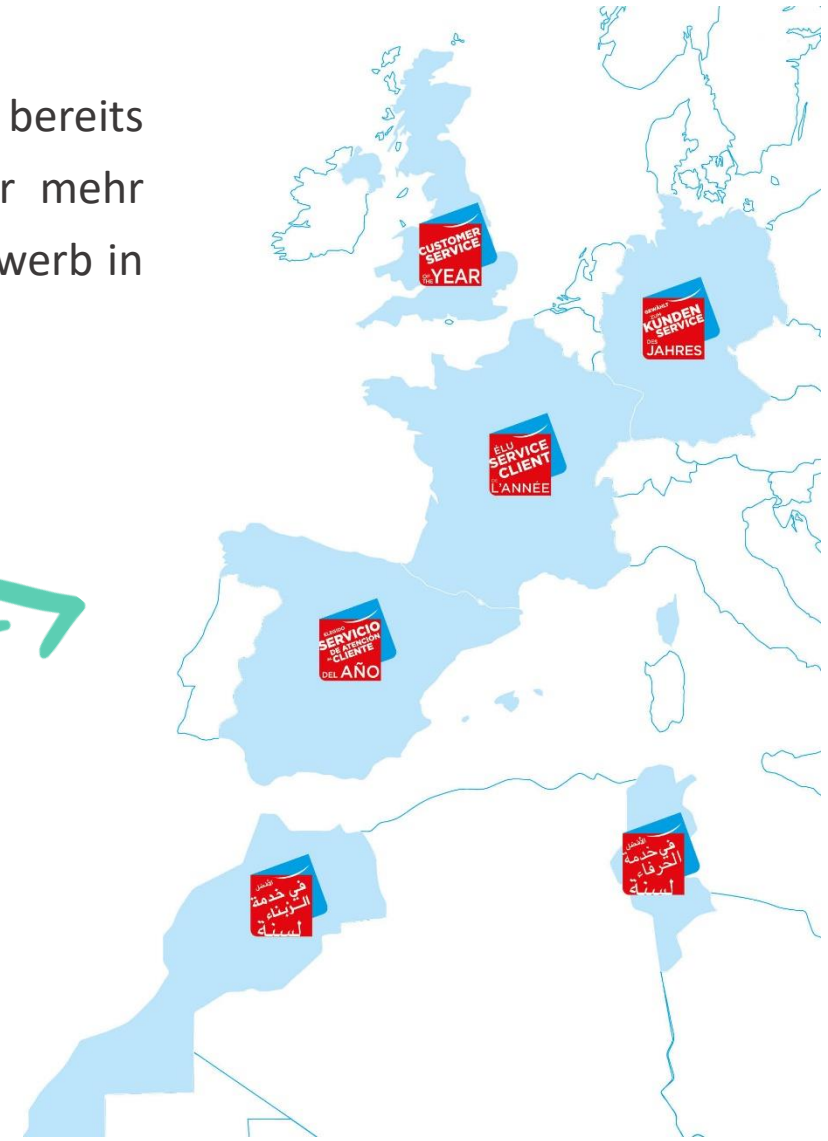 bereits
r mehr
werb in
CUSTOMER
SERVICE
OF THE YEAR
GEWÄHLT
ZUM
KUNDEN
SERVICE
DES
JAHRES
ÉLU
SERVICE
CLIENT
DE
L'ANNÉE
ELEGIDO
SERVICIO
DE ATENCIÓN
AL CLIENTE
DEL AÑO
الأفضل
في خدمة
الزبناء
لسنة
الأفضل
في خدمة
الحرفاء
لسنة